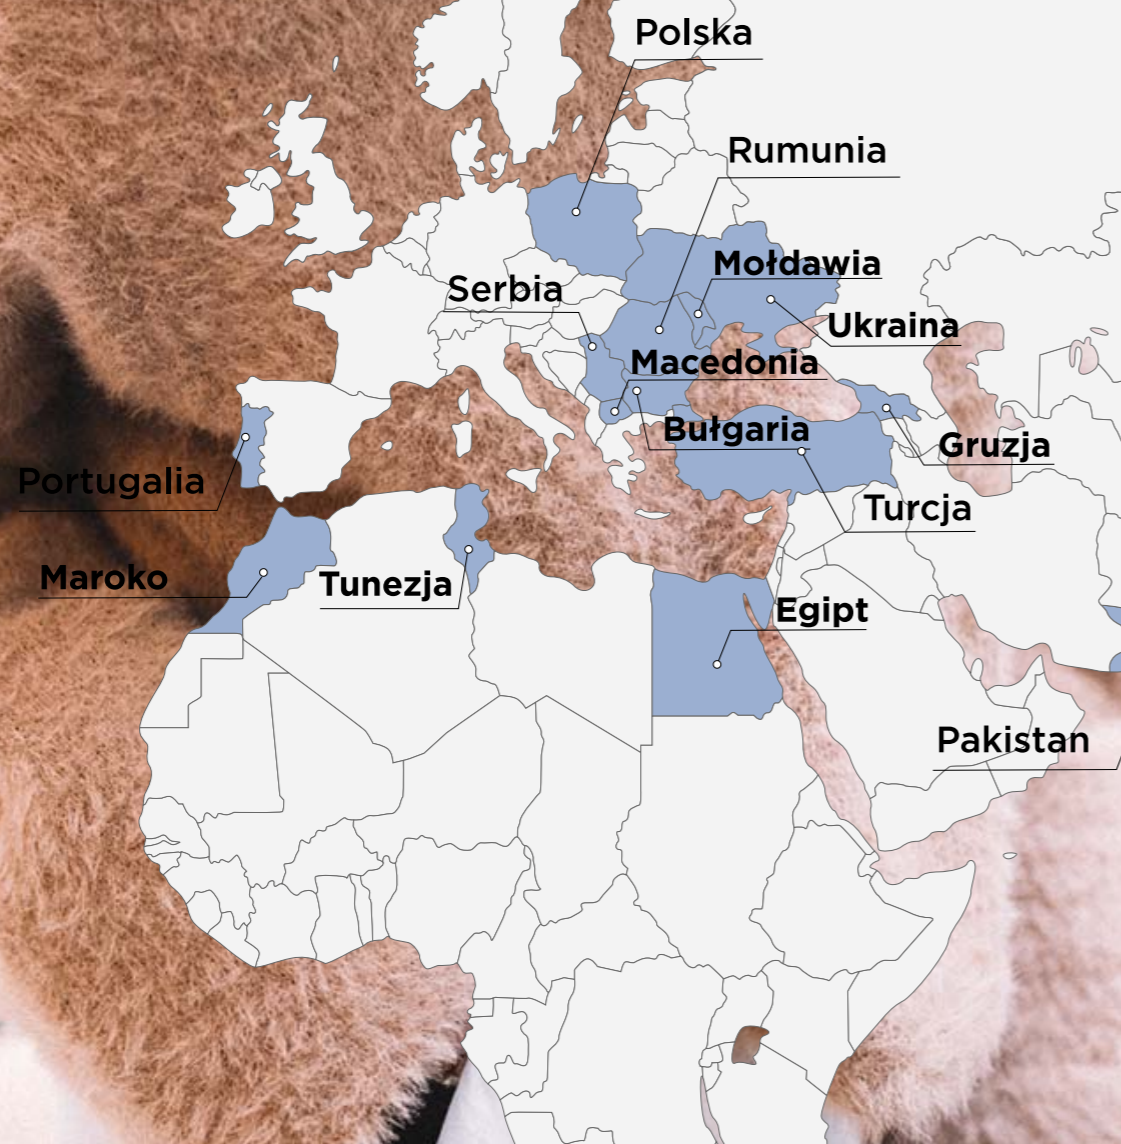 Polska
Rumunia
Mołdawia
Serbia
Ukraina
Macedonia
Bułgaria
Gruzja
Portugalia
Turcja
Maroko
Tunezja
Egipt
Pakistan